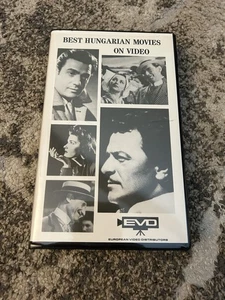 BEST HUNGARIAN MOVIES
ON VIDEO
EVD
EUROPEAN VIDEO DISTRIBUTORS